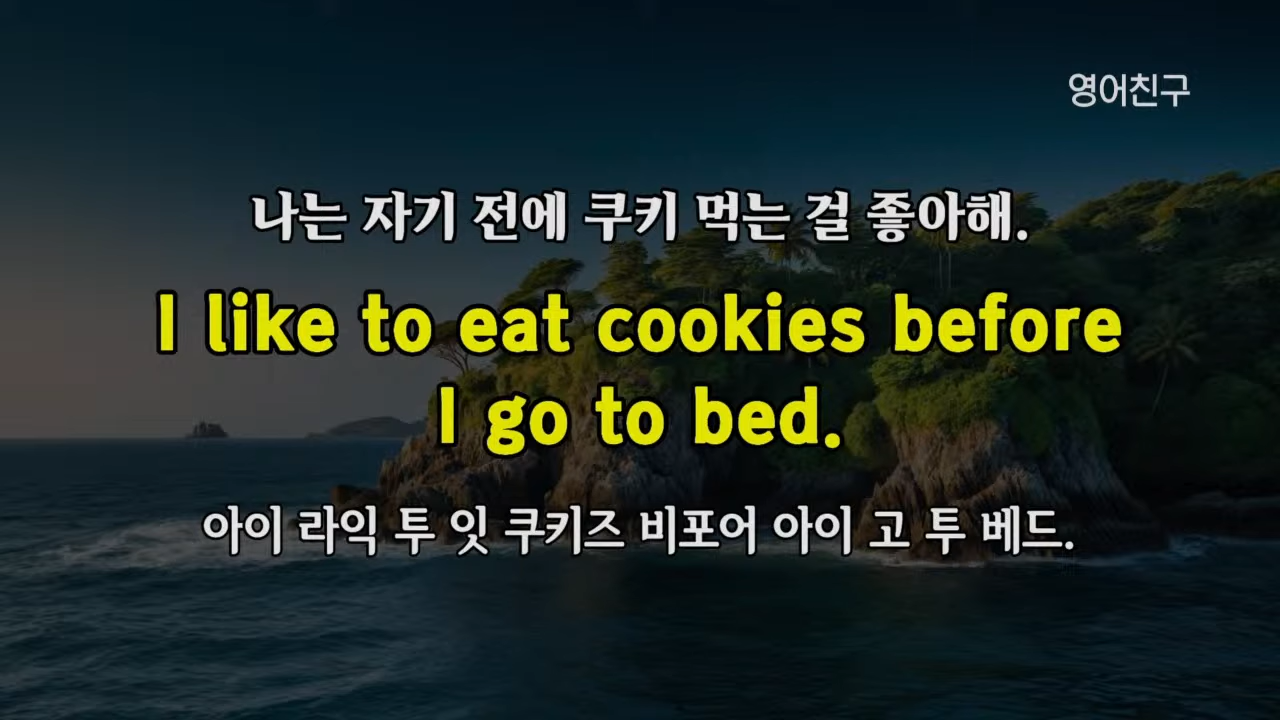 영어친구
나는 자기 전에 쿠키 먹는 걸 좋아해.
I like to eat cookies before
I go to bed.
아이 라익 투 잇 쿠키즈 비포어 아이 고 투 베드.